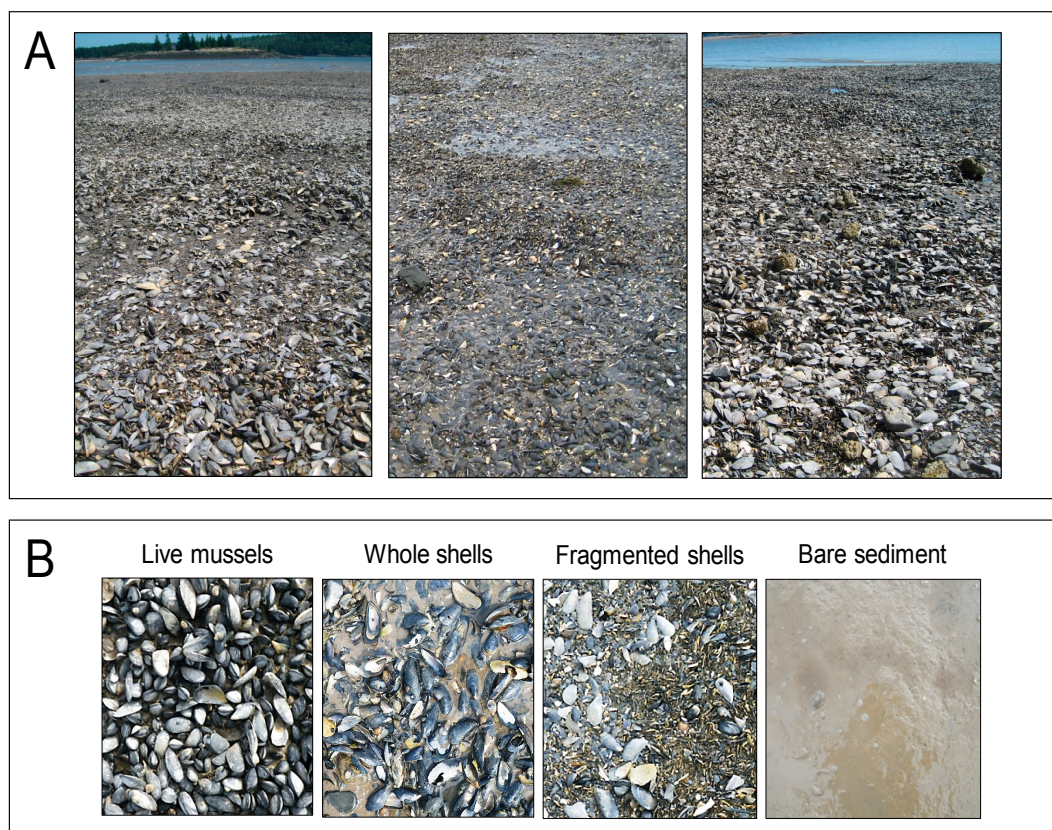 A
B
Live mussels
Whole shells
Fragmented shells
Bare sediment